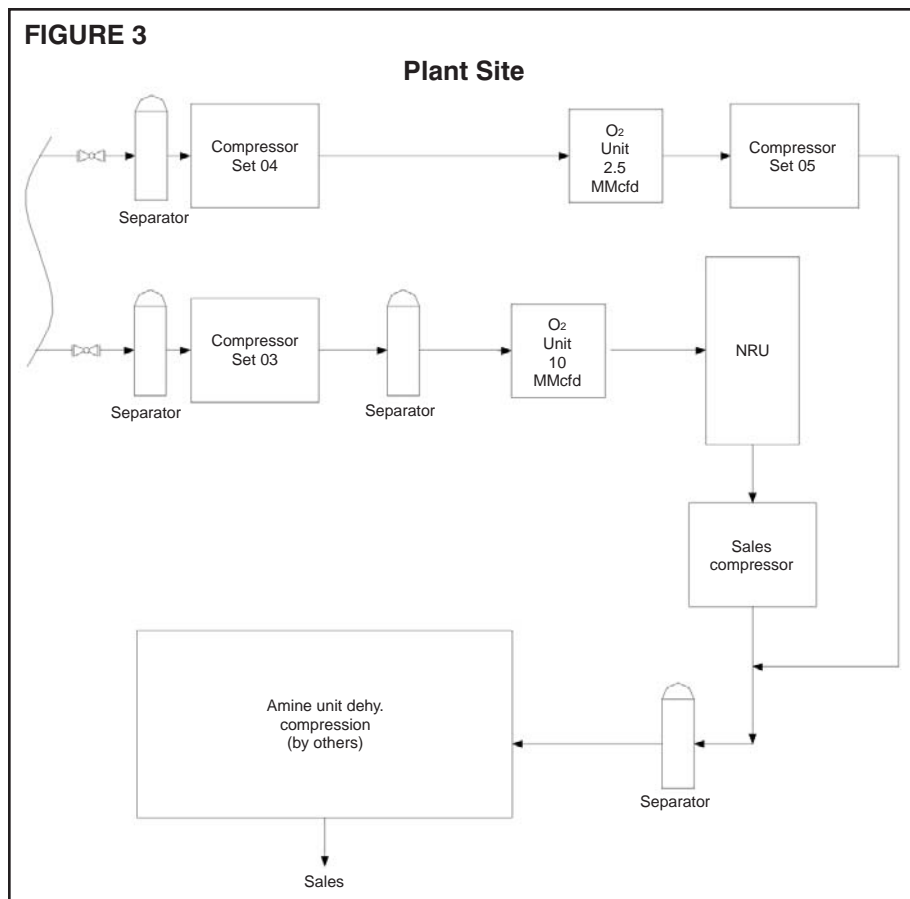 FIGURE 3
Plant Site
Compressor
Set 04
O₂
Unit
2.5
MMcfd
Compressor
Set 05
Separator
Compressor
Set 03
O₂
Unit
10
MMcfd
NRU
Separator
Separator
Sales
compressor
Amine unit dehy.
compression
(by others)
Separator
Sales